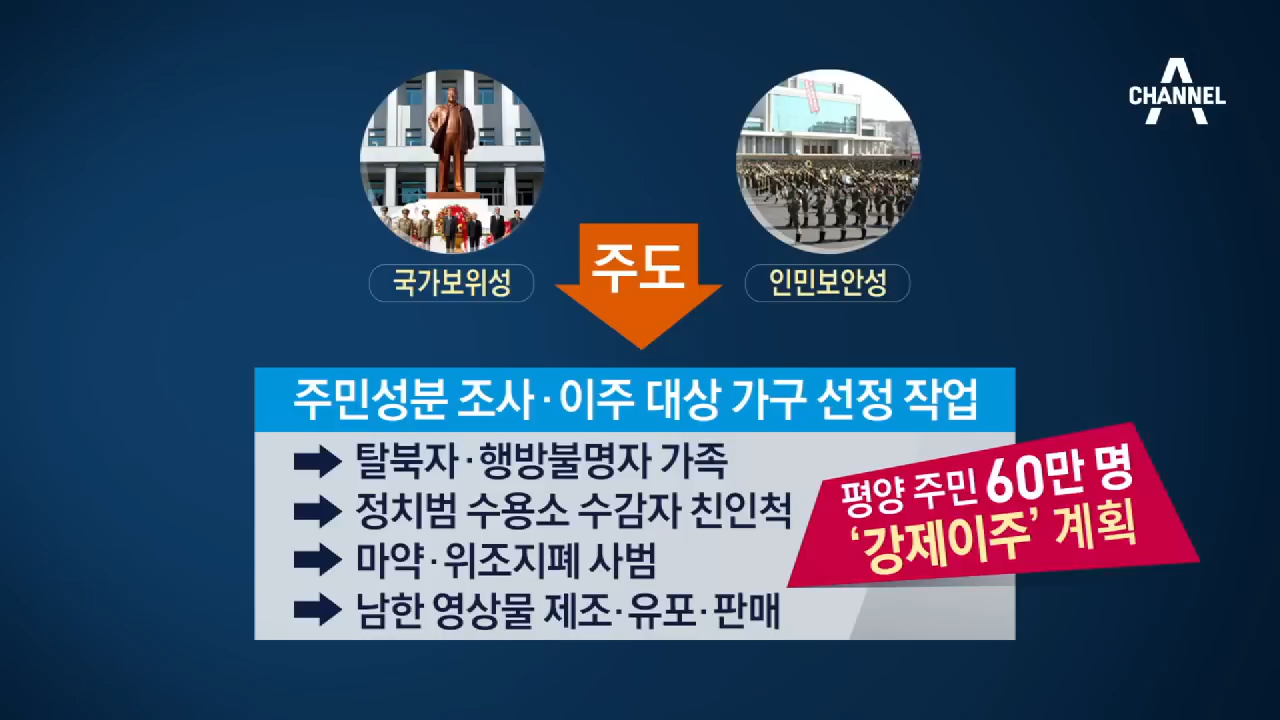 CHANNEL A
국가보위성
주도
인민보안성
주민성분 조사·이주 대상 가구 선정 작업
탈북자·행방불명자 가족
정치범 수용소 수감자 친인척
마약·위조지폐 사범
남한 영상물 제조·유포·판매
평양 주민 60만 명
‘강제이주’ 계획